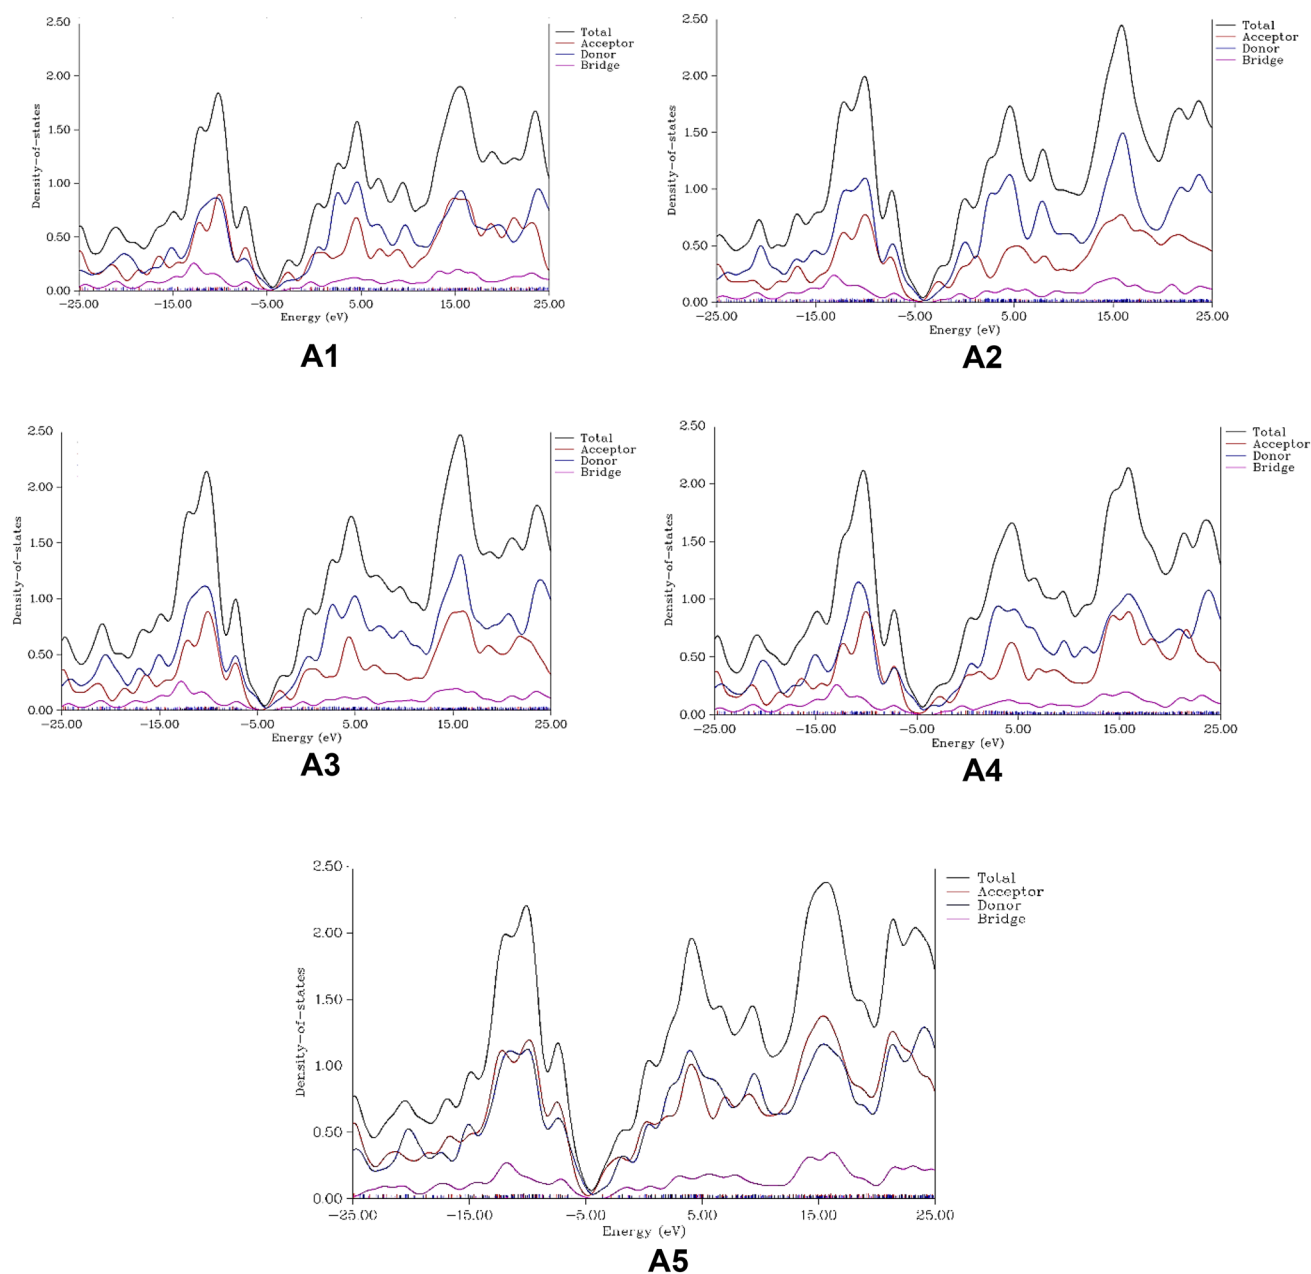 2.50
2.00
1.50
1.00
0.50
0.00
Density-of-states
-25.00 -15.00 -5.00 5.00 15.00 25.00
Energy (eV)
Total
Acceptor
Donor
Bridge
A1
2.50
2.00
1.50
1.00
0.50
0.00
Density-of-states
-25.00 -15.00 -5.00 5.00 15.00 25.00
Energy (eV)
Total
Acceptor
Donor
Bridge
A2
2.50
2.00
1.50
1.00
0.50
0.00
Density-of-states
-25.00 -15.00 -5.00 5.00 15.00 25.00
Energy (eV)
Total
Acceptor
Donor
Bridge
A3
2.50
2.00
1.50
1.00
0.50
0.00
Density-of-states
-25.00 -15.00 -5.00 5.00 15.00 25.00
Energy (eV)
Total
Acceptor
Donor
Bridge
A4
2.50
2.00
1.50
1.00
0.50
0.00
Density-of-states
-25.00 -15.00 -5.00 5.00 15.00 25.00
Energy (eV)
Total
Acceptor
Donor
Bridge
A5